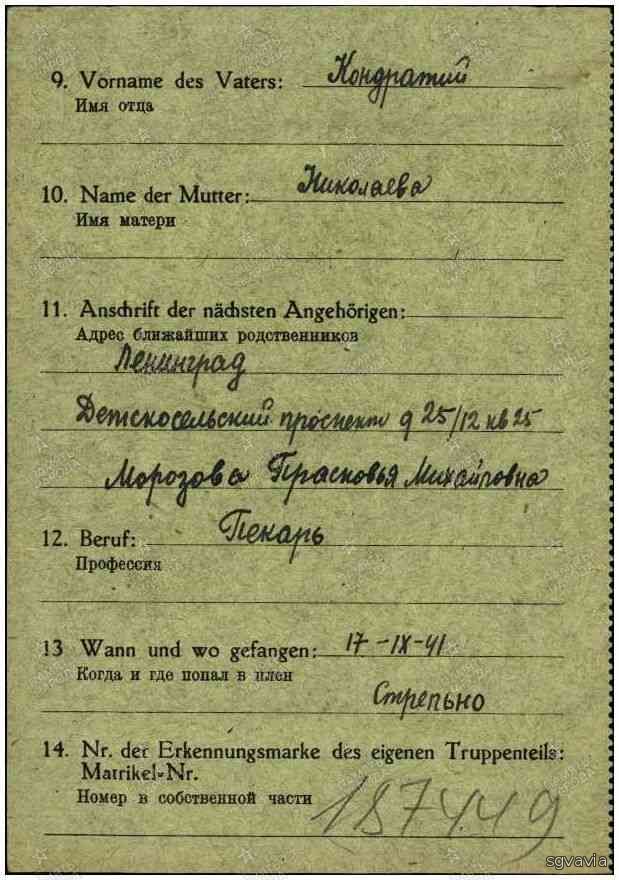 9. Vorname des Vaters: Кондратий
Имя отца
10. Name der Mutter: Николаева
Имя матери
11. Anschrift der nächsten Angehörigen:
Адрес ближайших родственников
Ленинград
Детскосельский проспект д 25/12 кв 25
Морозова Прасковья Михайловна
12. Beruf: Пекарь
Профессия
13 Wann und wo gefangen: 17-IX-41
Когда и где попал в плен
Стрельно
14. Nr. der Erkennungsmarke des eigenen Truppenteils:
Matrikel-Nr.
Номер в собственной части
187449
sgvavia